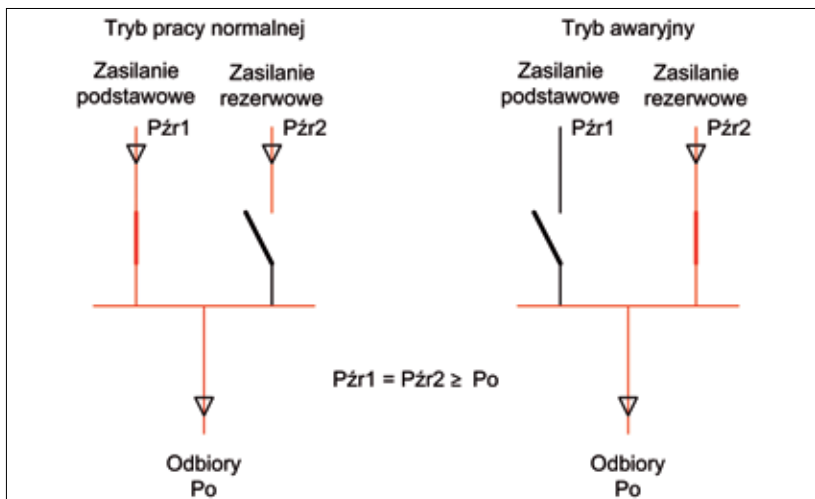 Tryb pracy normalnej
Zasilanie
podstawowe
Zasilanie
rezerwowe
Pźr1
Pźr2
Odbiory
Po
Tryb awaryjny
Zasilanie
podstawowe
Zasilanie
rezerwowe
Pźr1
Pźr2
Pźr1 = Pźr2 ≥ Po
Odbiory
Po